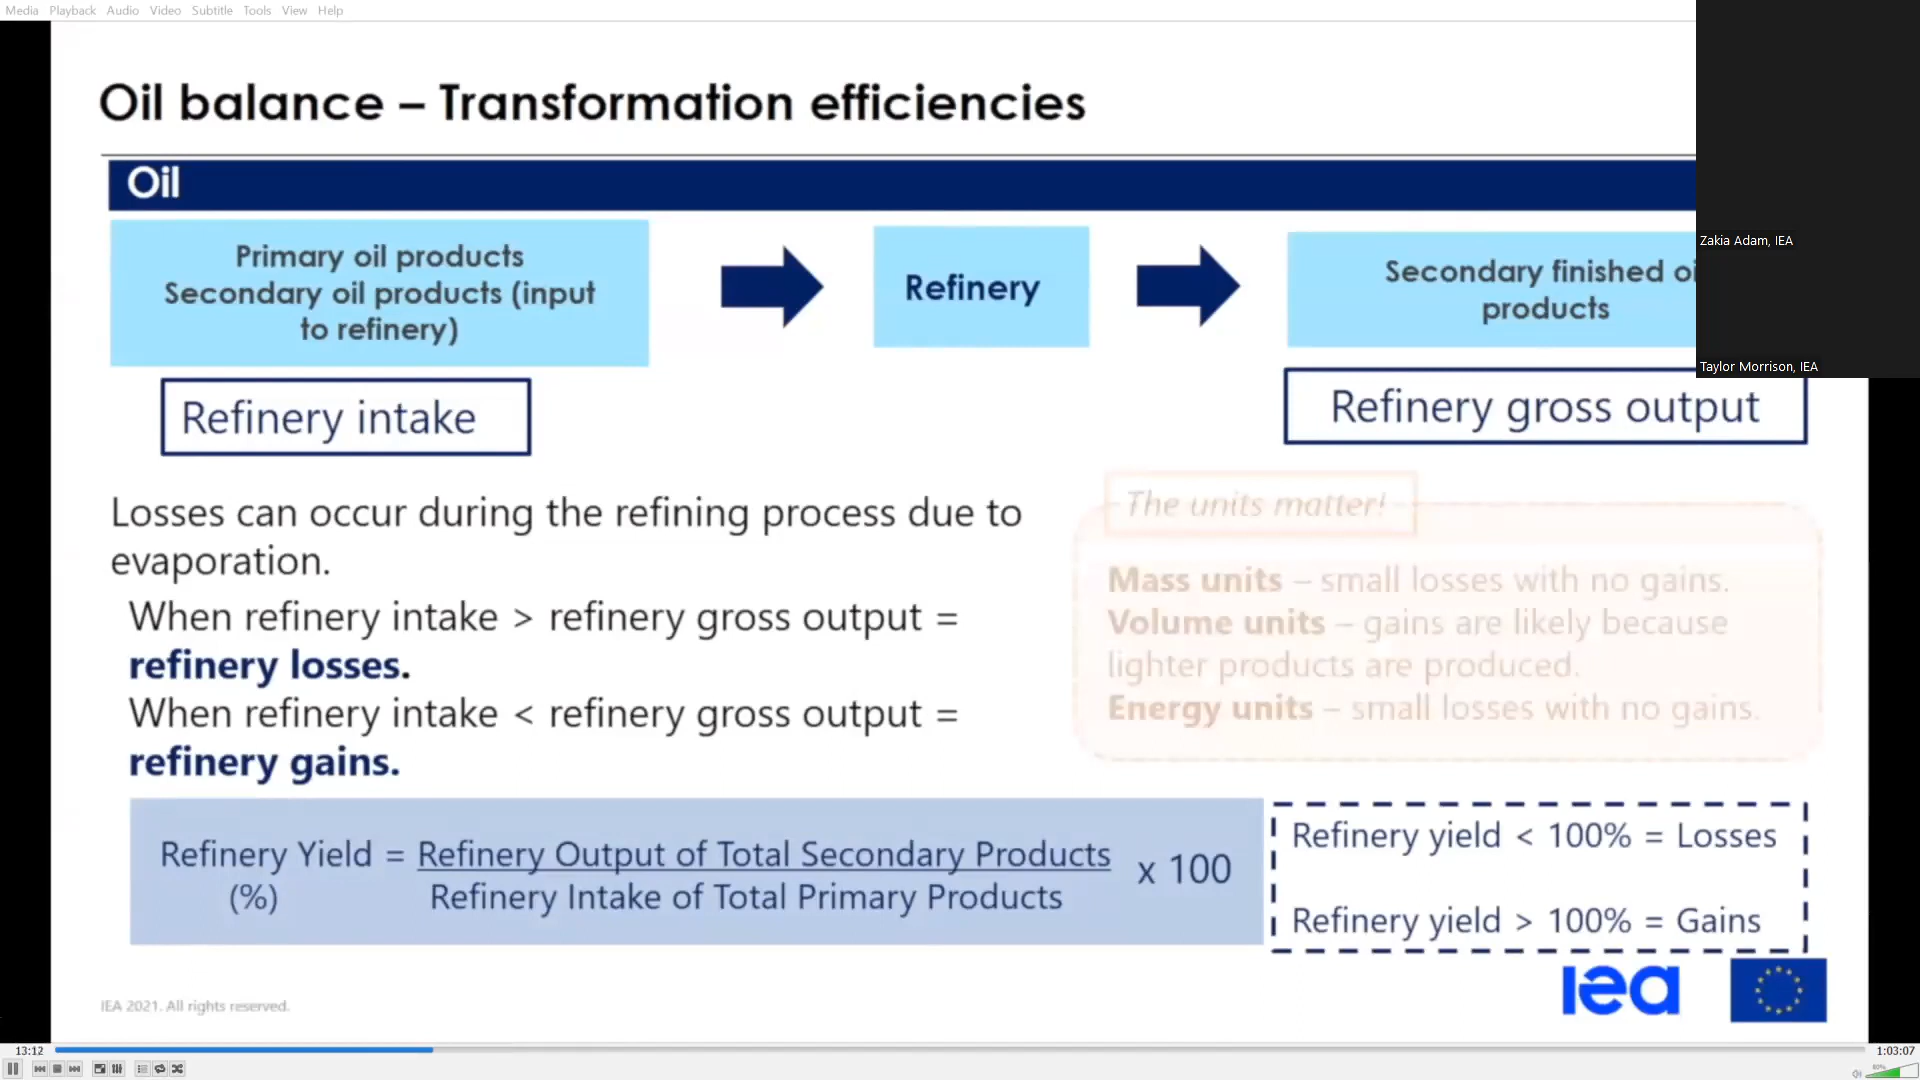 Media Playback Audio Video Subtitle Tools View Help
Oil balance – Transformation efficiencies
Oil
Primary oil products
Secondary oil products (input
to refinery)
Refinery
Secondary finished oi
products
Zakia Adam, IEA
Taylor Morrison, IEA
Refinery intake
Refinery gross output
Losses can occur during the refining process due to
evaporation.
When refinery intake > refinery gross output =
refinery losses.
When refinery intake < refinery gross output =
refinery gains.
The units matter!
Mass units – small losses with no gains.
Volume units – gains are likely because
lighter products are produced.
Energy units – small losses with no gains.
Refinery Yield = Refinery Output of Total Secondary Products
(%) Refinery Intake of Total Primary Products
x 100
Refinery yield < 100% = Losses
Refinery yield > 100% = Gains
iea
IEA 2021. All rights reserved.
13:12
1:03:07
80%